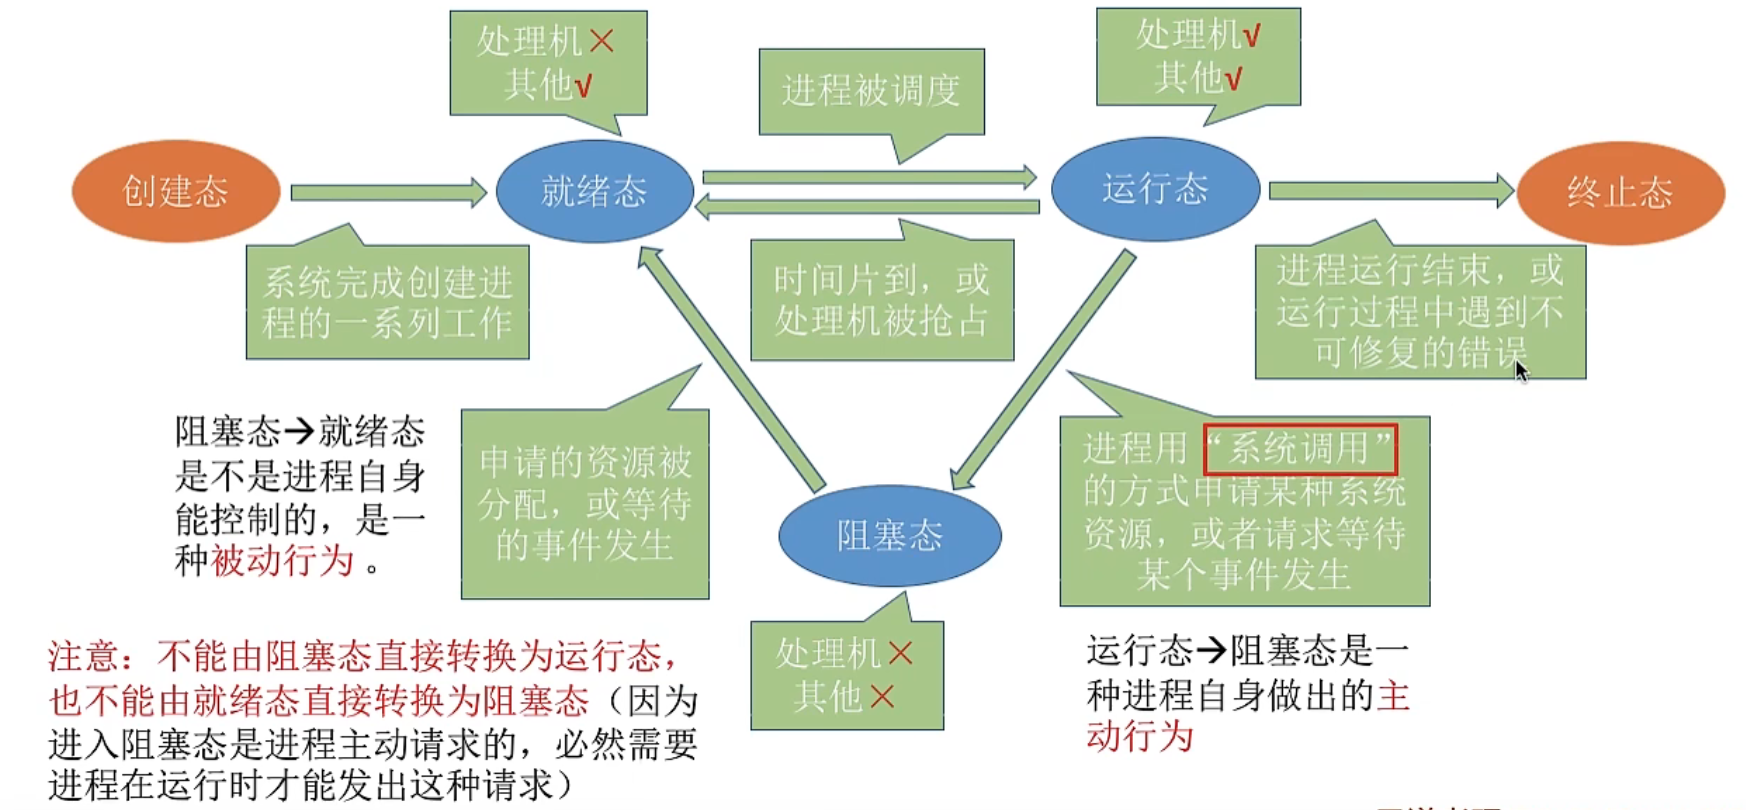 处理机×
其他√
处理机√
其他√
进程被调度
创建态
就绪态
运行态
终止态
系统完成创建进
程的一系列工作
时间片到，或
处理机被抢占
进程运行结束，或
运行过程中遇到不
可修复的错误
阻塞态→就绪态
是不是进程自身
能控制的，是一
种被动行为。
申请的资源被
分配，或等待
的事件发生
进程用“系统调用”
的方式申请某种系统
资源，或者请求等待
某个事件发生
阻塞态
处理机×
其他×
注意：不能由阻塞态直接转换为运行态，
也不能由就绪态直接转换为阻塞态（因为
进入阻塞态是进程主动请求的，必然需要
进程在运行时才能发出这种请求）
运行态→阻塞态是一
种进程自身做出的主
动行为